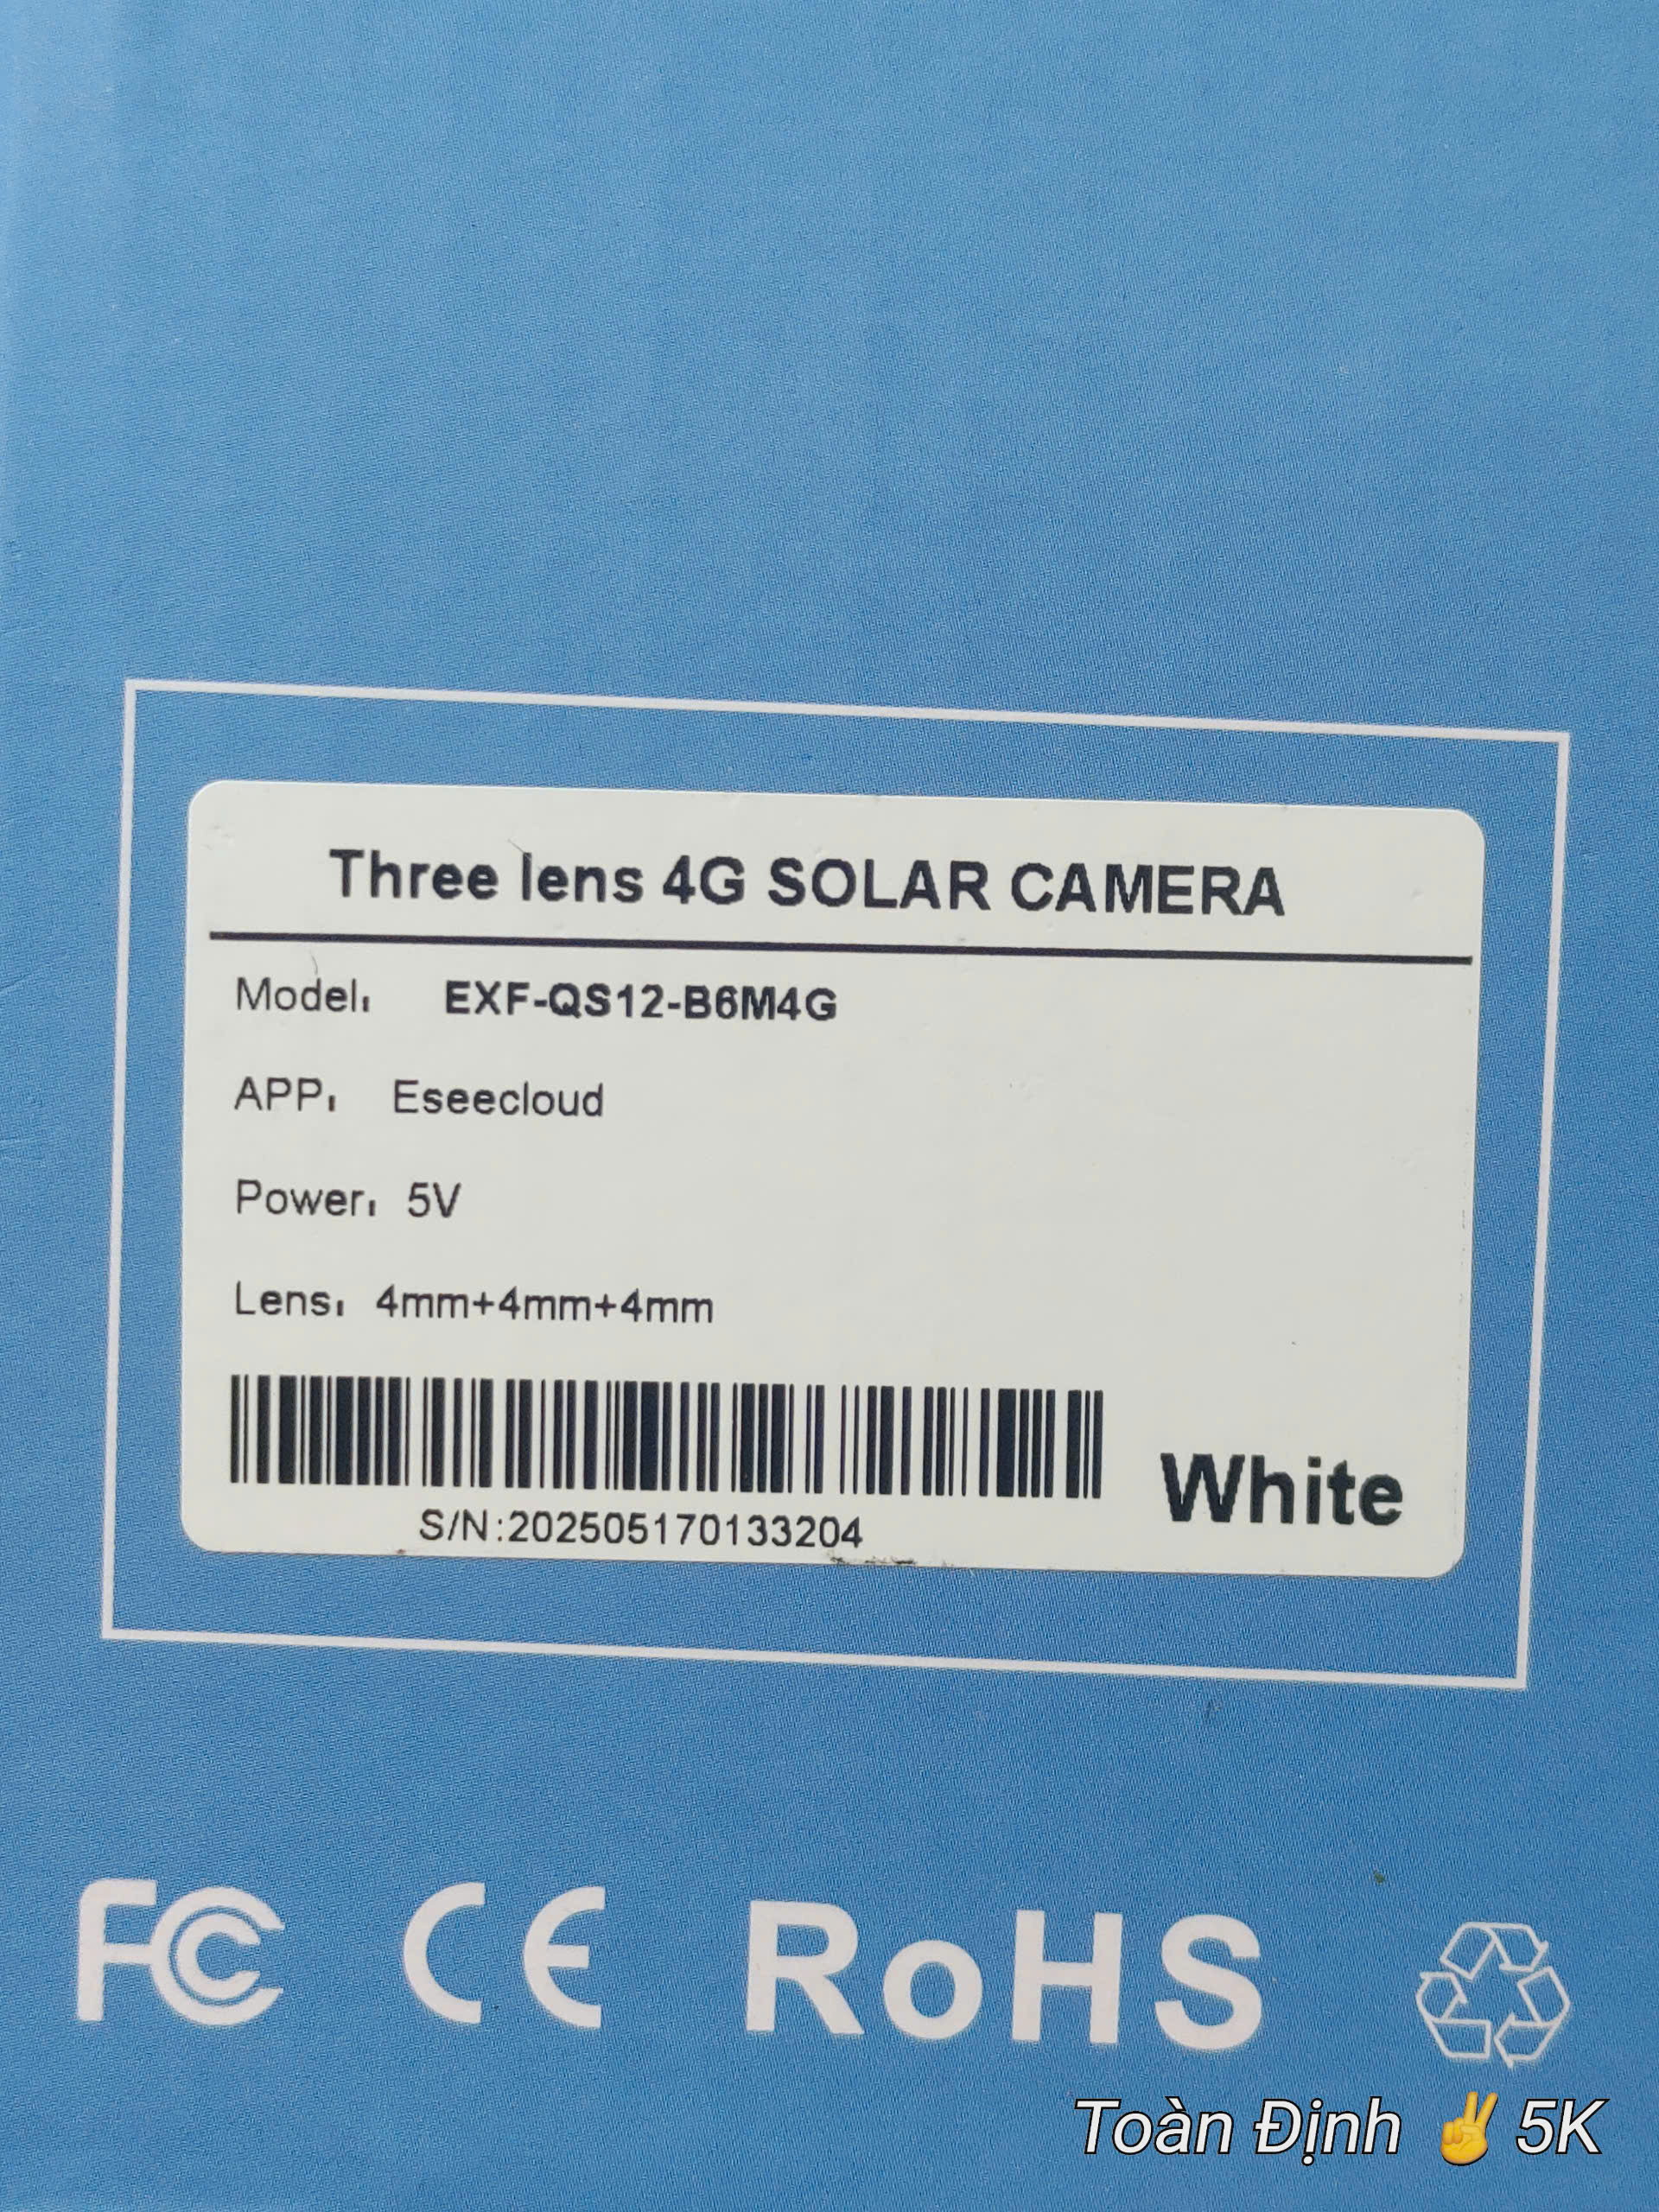 Three lens 4G SOLAR CAMERA
Model: EXF-QS12-B6M4G
APP: Eseecloud
Power: 5V
Lens: 4mm+4mm+4mm
White
S/N:202505170133204
FC CE RoHS
Toàn Định ✌ 5K